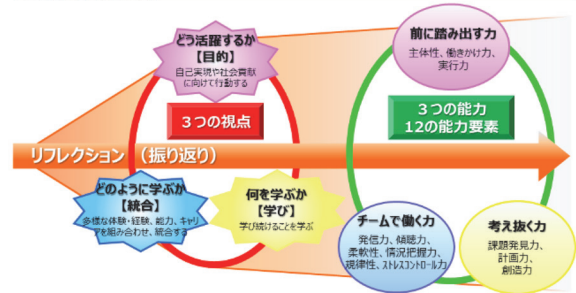 どう活躍するか
【目的】
自己実現や社会貢献
に向けて行動する
3つの視点
前に踏み出す力
主体性、働きかけ力、
実行力
3つの能力
12の能力要素
リフレクション (振り返り)
どのように学ぶか
【統合】
多様な体験・経験、能力、キャリ
アを組み合わせ、統合する
何を学ぶか
【学び】
学び続けることを学ぶ
チームで働く力
発信力、傾聴力、
柔軟性、情況把握力、
規律性、ストレスコントロール力
考え抜く力
課題発見力、
計画力、
創造力